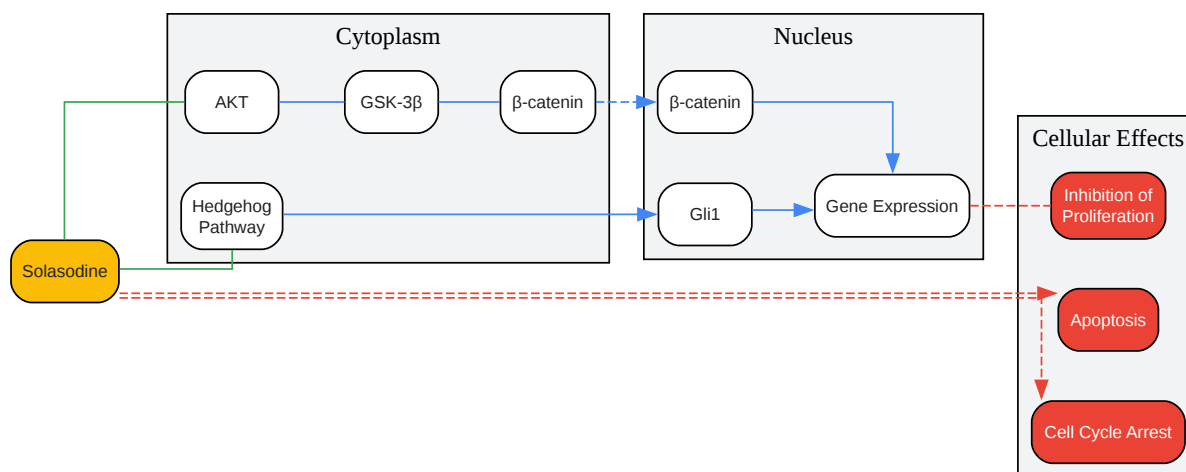 Cytoplasm
Nucleus
AKT
GSK-3β
β-catenin
β-catenin
Cellular Effects
Hedgehog
Pathway
Gli1
Gene Expression
Inhibition of
Proliferation
Solasodine
Apoptosis
Cell Cycle Arrest